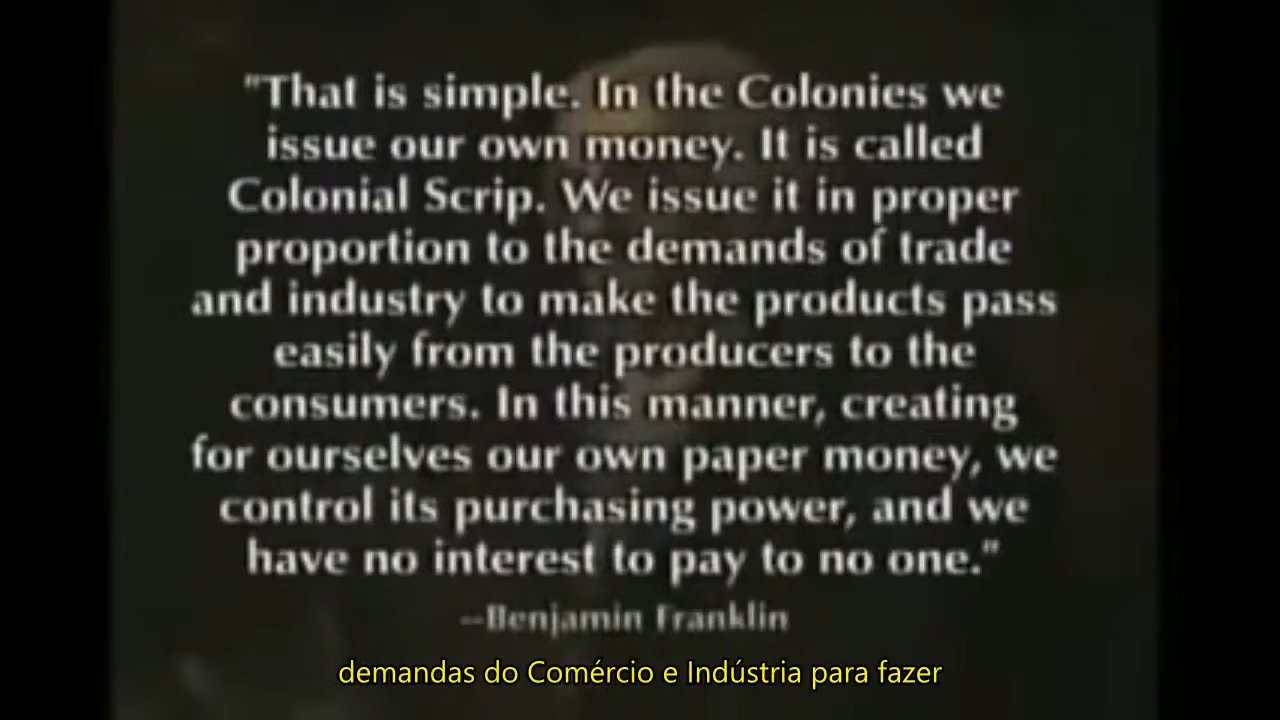 "That is simple. In the Colonies we
issue our own money. It is called
Colonial Scrip. We issue it in proper
proportion to the demands of trade
and industry to make the products pass
easily from the producers to the
consumers. In this manner, creating
for ourselves our own paper money, we
control its purchasing power, and we
have no interest to pay to no one."
--Benjamin Franklin
demandas do Comércio e Indústria para fazer